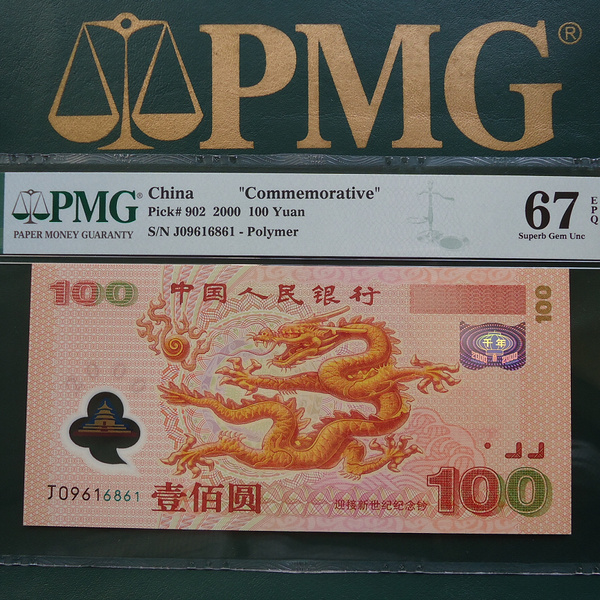 PMG®
PMG®
PAPER MONEY GUARANTY
China "Commemorative"
Pick# 902 2000 100 Yuan
S/N J09616861 - Polymer
67
EPQ
Superb Gem Unc
100
中国人民银行
100
千年
2000
2000
J09616861
壹佰圆
迎接新世纪纪念钞
100